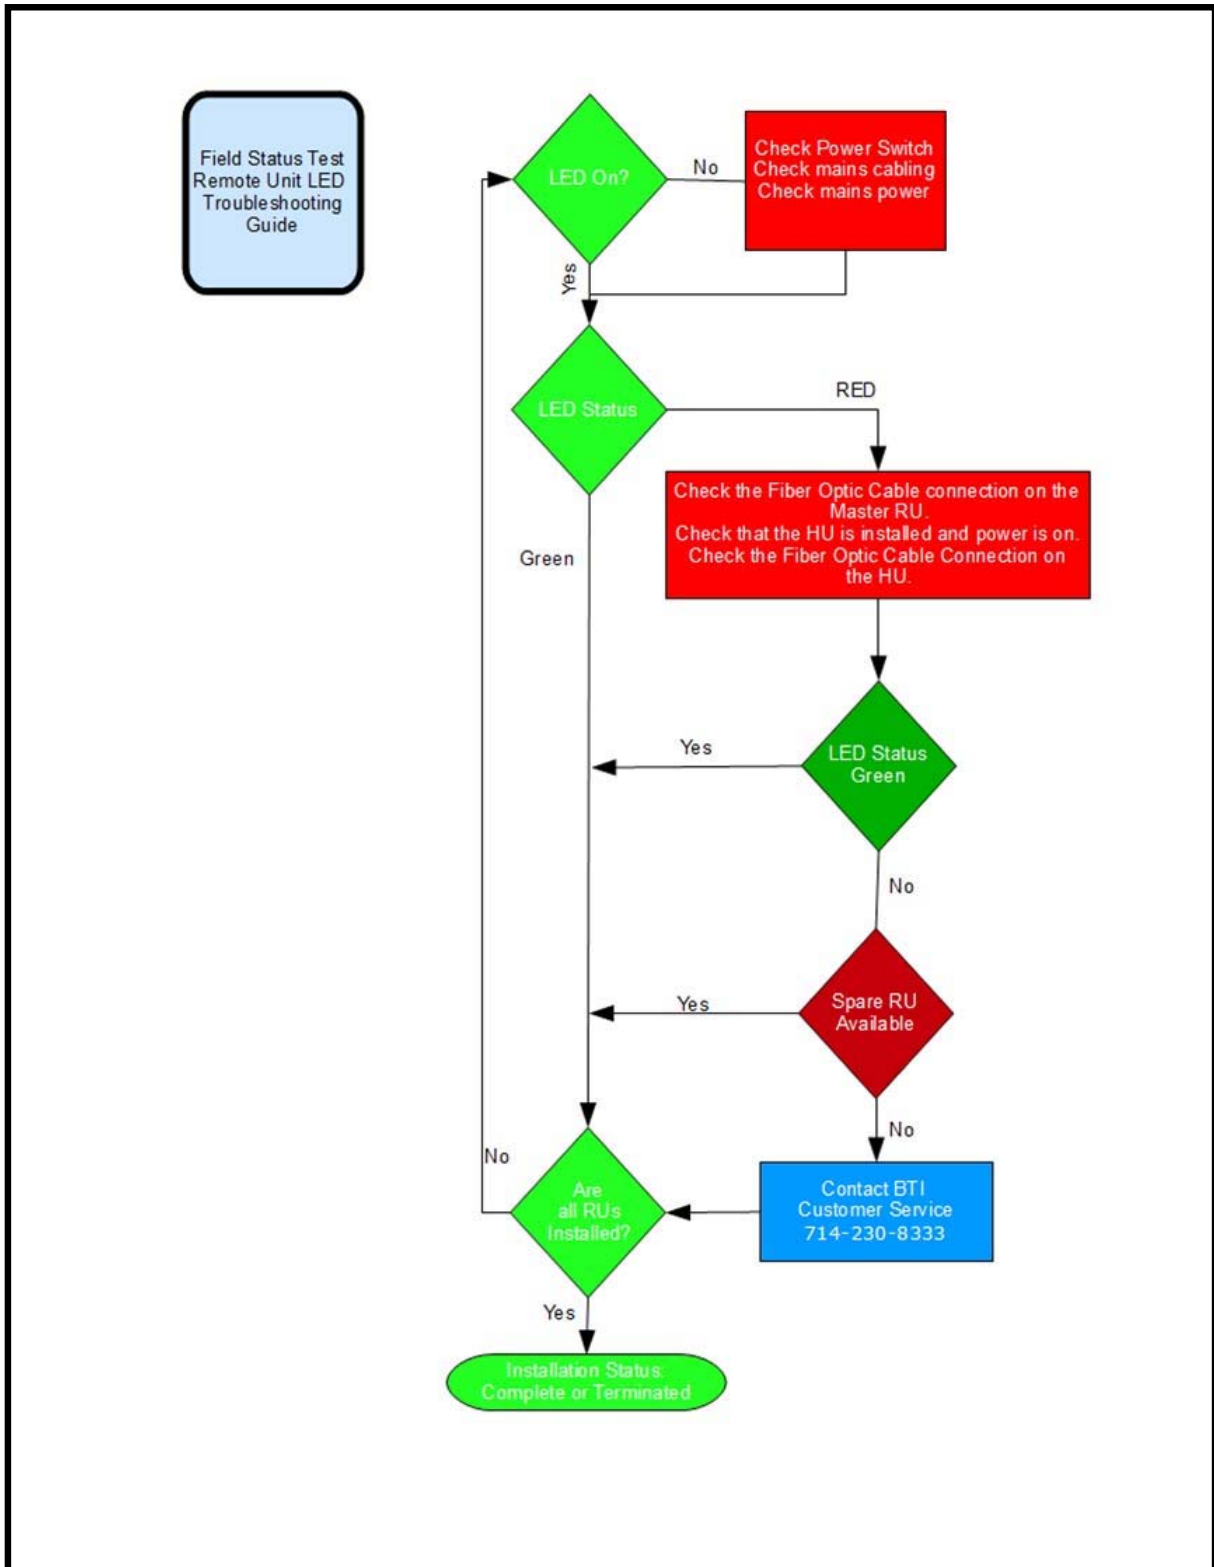 Field Status Test
Remote Unit LED
Troubleshooting
Guide
LED On?
No
Check Power Switch
Check mains cabling
Check mains power
Yes
LED Status
RED
Check the Fiber Optic Cable connection on the
Master RU.
Check that the HU is installed and power is on.
Check the Fiber Optic Cable Connection on
the HU.
Green
LED Status
Green
Yes
No
Spare RU
Available
Yes
No
Contact BTI
Customer Service
714-230-8333
Are
all RUs
Installed?
No
Yes
Installation Status:
Complete or Terminated